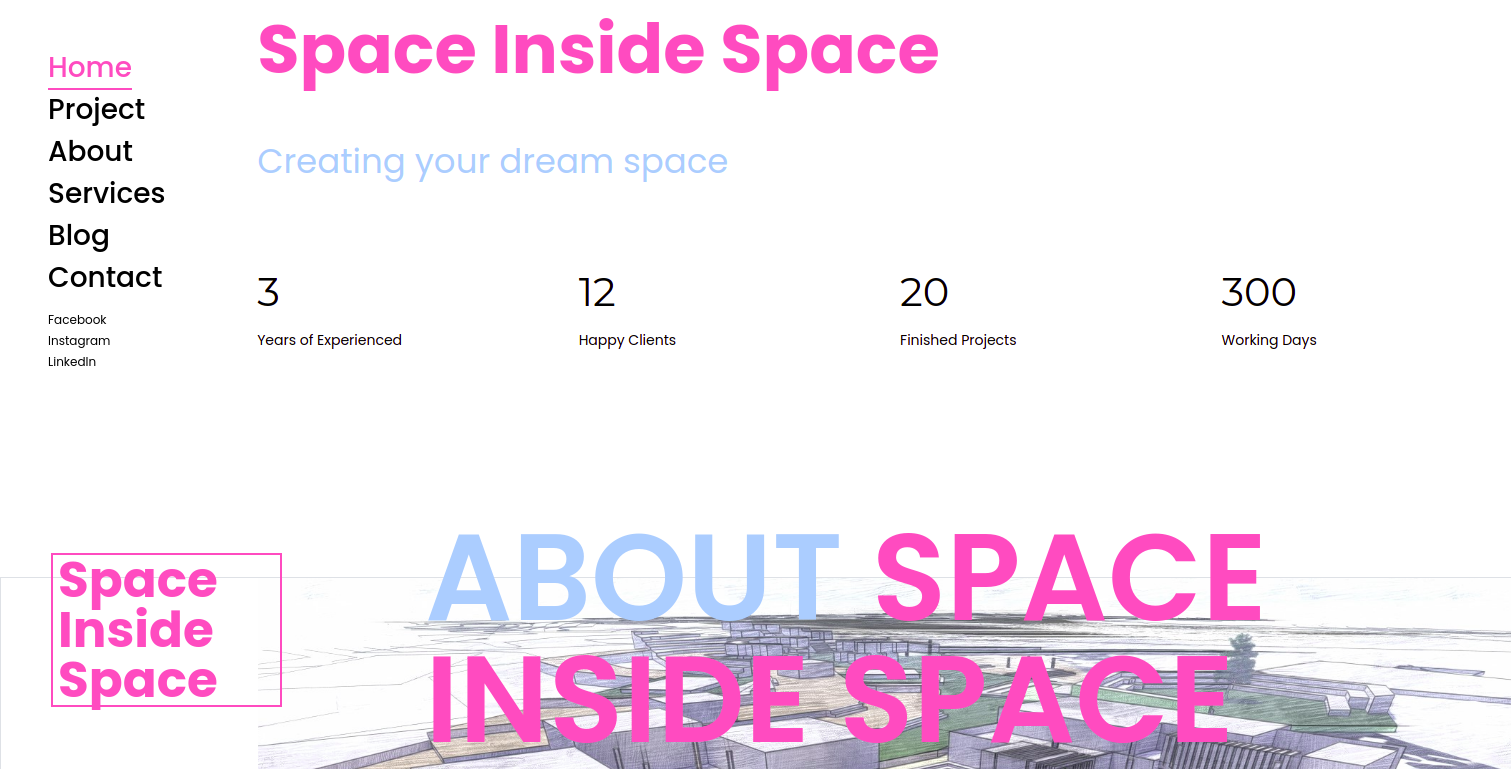 Home
Project
About
Services
Blog
Contact
Facebook
Instagram
LinkedIn
Space
Inside
Space
Space Inside Space
Creating your dream space
3
Years of Experienced
12
Happy Clients
20
Finished Projects
300
Working Days
ABOUT SPACE
INSIDE SPACE